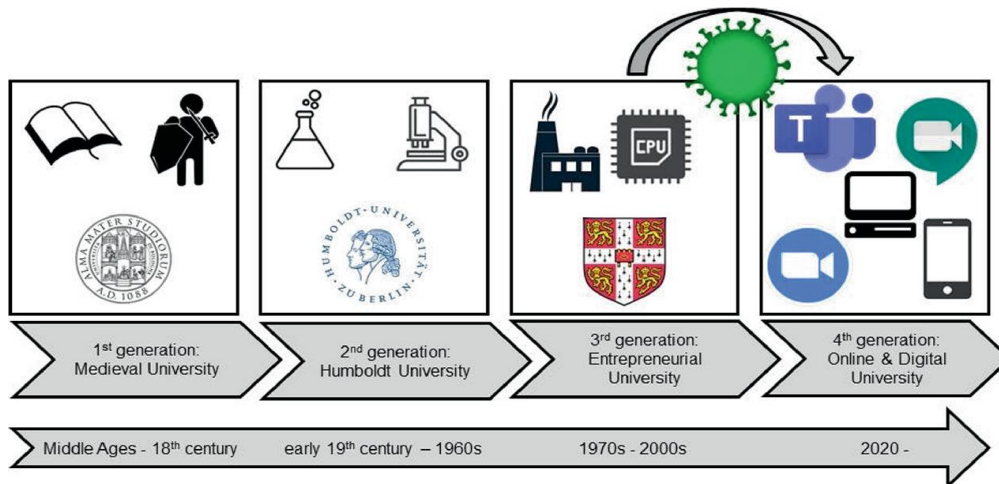 T
CPU
ALMA MATER STUDIORUM
A.D. 1088
HUMBOLDT-UNIVERSITÄT
ZU BERLIN
1st generation:
Medieval University
2nd generation:
Humboldt University
3rd generation:
Entrepreneurial
University
4th generation:
Online & Digital
University
Middle Ages - 18th century
early 19th century – 1960s
1970s - 2000s
2020 -